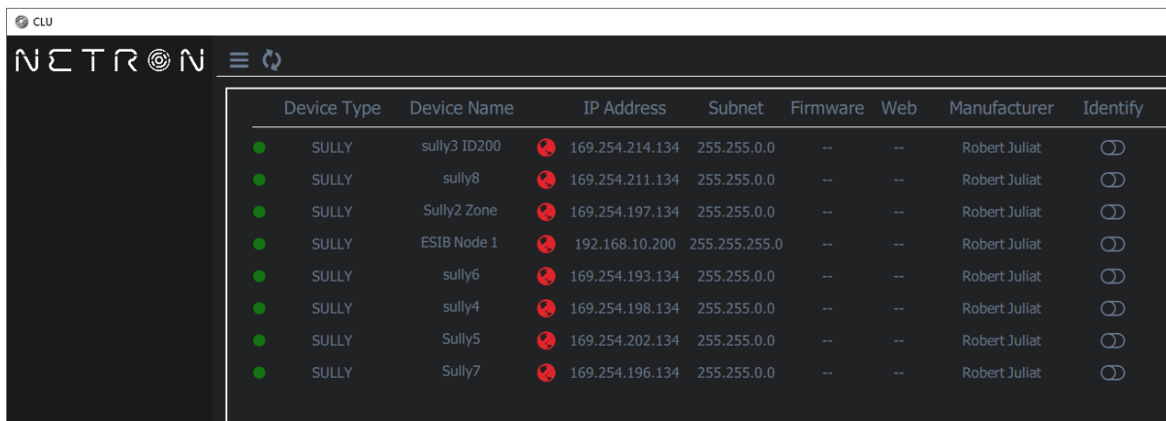 CLU
NETRON
Device Type Device Name IP Address Subnet Firmware Web Manufacturer Identify
SULLY sully3 ID200 169.254.214.134 255.255.0.0 -- -- Robert Juliat
SULLY sully8 169.254.211.134 255.255.0.0 -- -- Robert Juliat
SULLY Sully2 Zone 169.254.197.134 255.255.0.0 -- -- Robert Juliat
SULLY ESIB Node 1 192.168.10.200 255.255.255.0 -- -- Robert Juliat
SULLY sully6 169.254.193.134 255.255.0.0 -- -- Robert Juliat
SULLY sully4 169.254.198.134 255.255.0.0 -- -- Robert Juliat
SULLY Sully5 169.254.202.134 255.255.0.0 -- -- Robert Juliat
SULLY Sully7 169.254.196.134 255.255.0.0 -- -- Robert Juliat